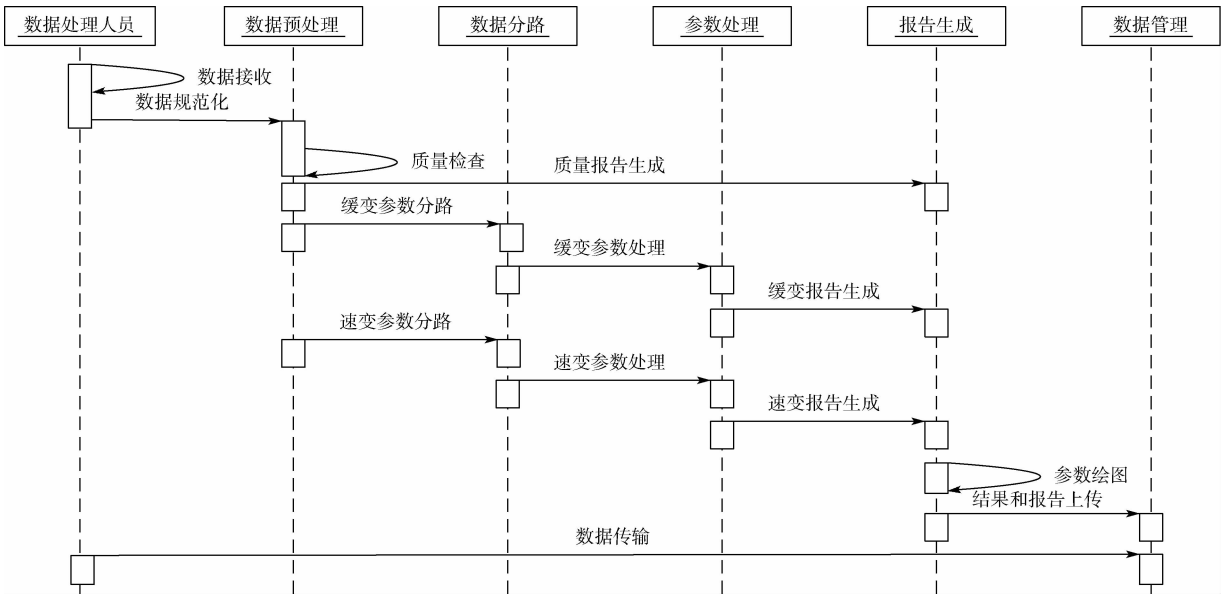 数据处理人员
数据预处理
数据分路
参数处理
报告生成
数据管理
数据接收
数据规范化
质量检查
质量报告生成
缓变参数分路
缓变参数处理
缓变报告生成
速变参数分路
速变参数处理
速变报告生成
参数绘图
结果和报告上传
数据传输